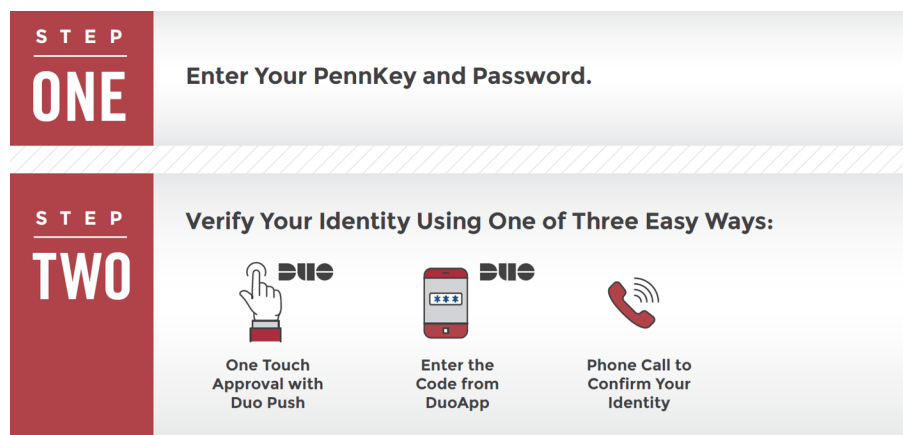 STEP
ONE
Enter Your PennKey and Password.
STEP
TWO
Verify Your Identity Using One of Three Easy Ways:
DUO
DUO
***
One Touch
Approval with
Duo Push
Enter the
Code from
DuoApp
Phone Call to
Confirm Your
Identity